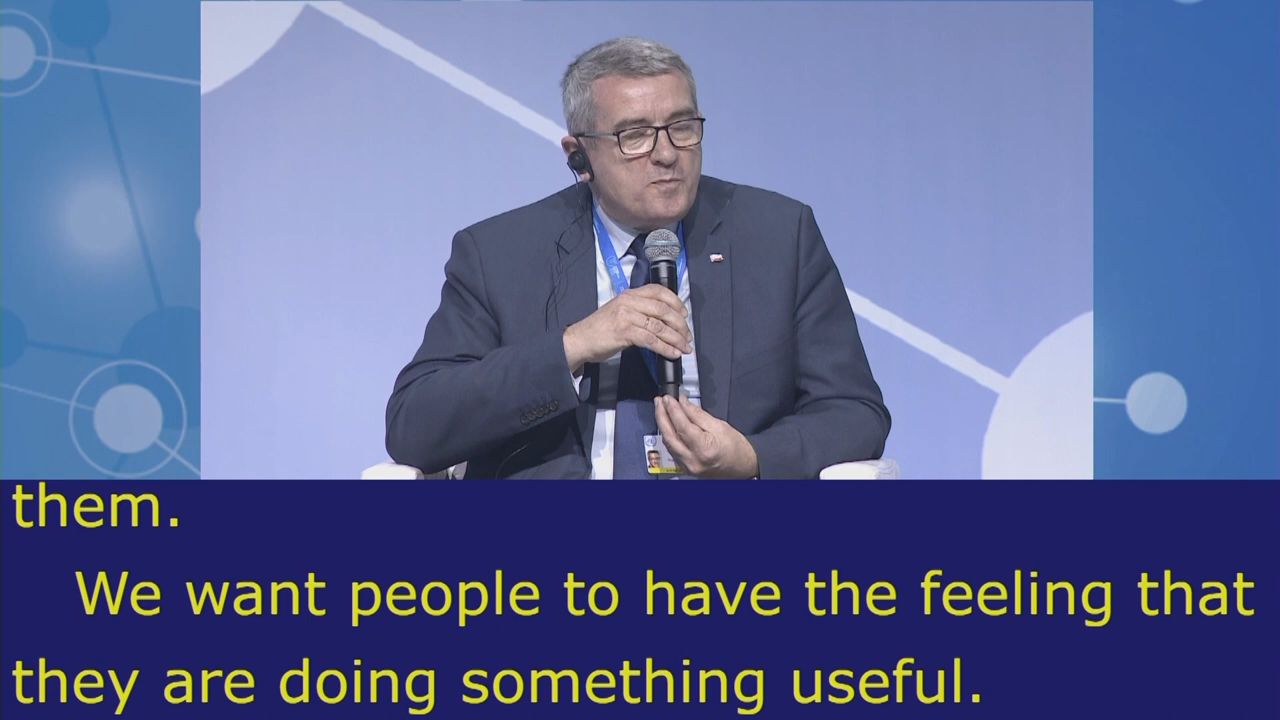 them.
We want people to have the feeling that
they are doing something useful.